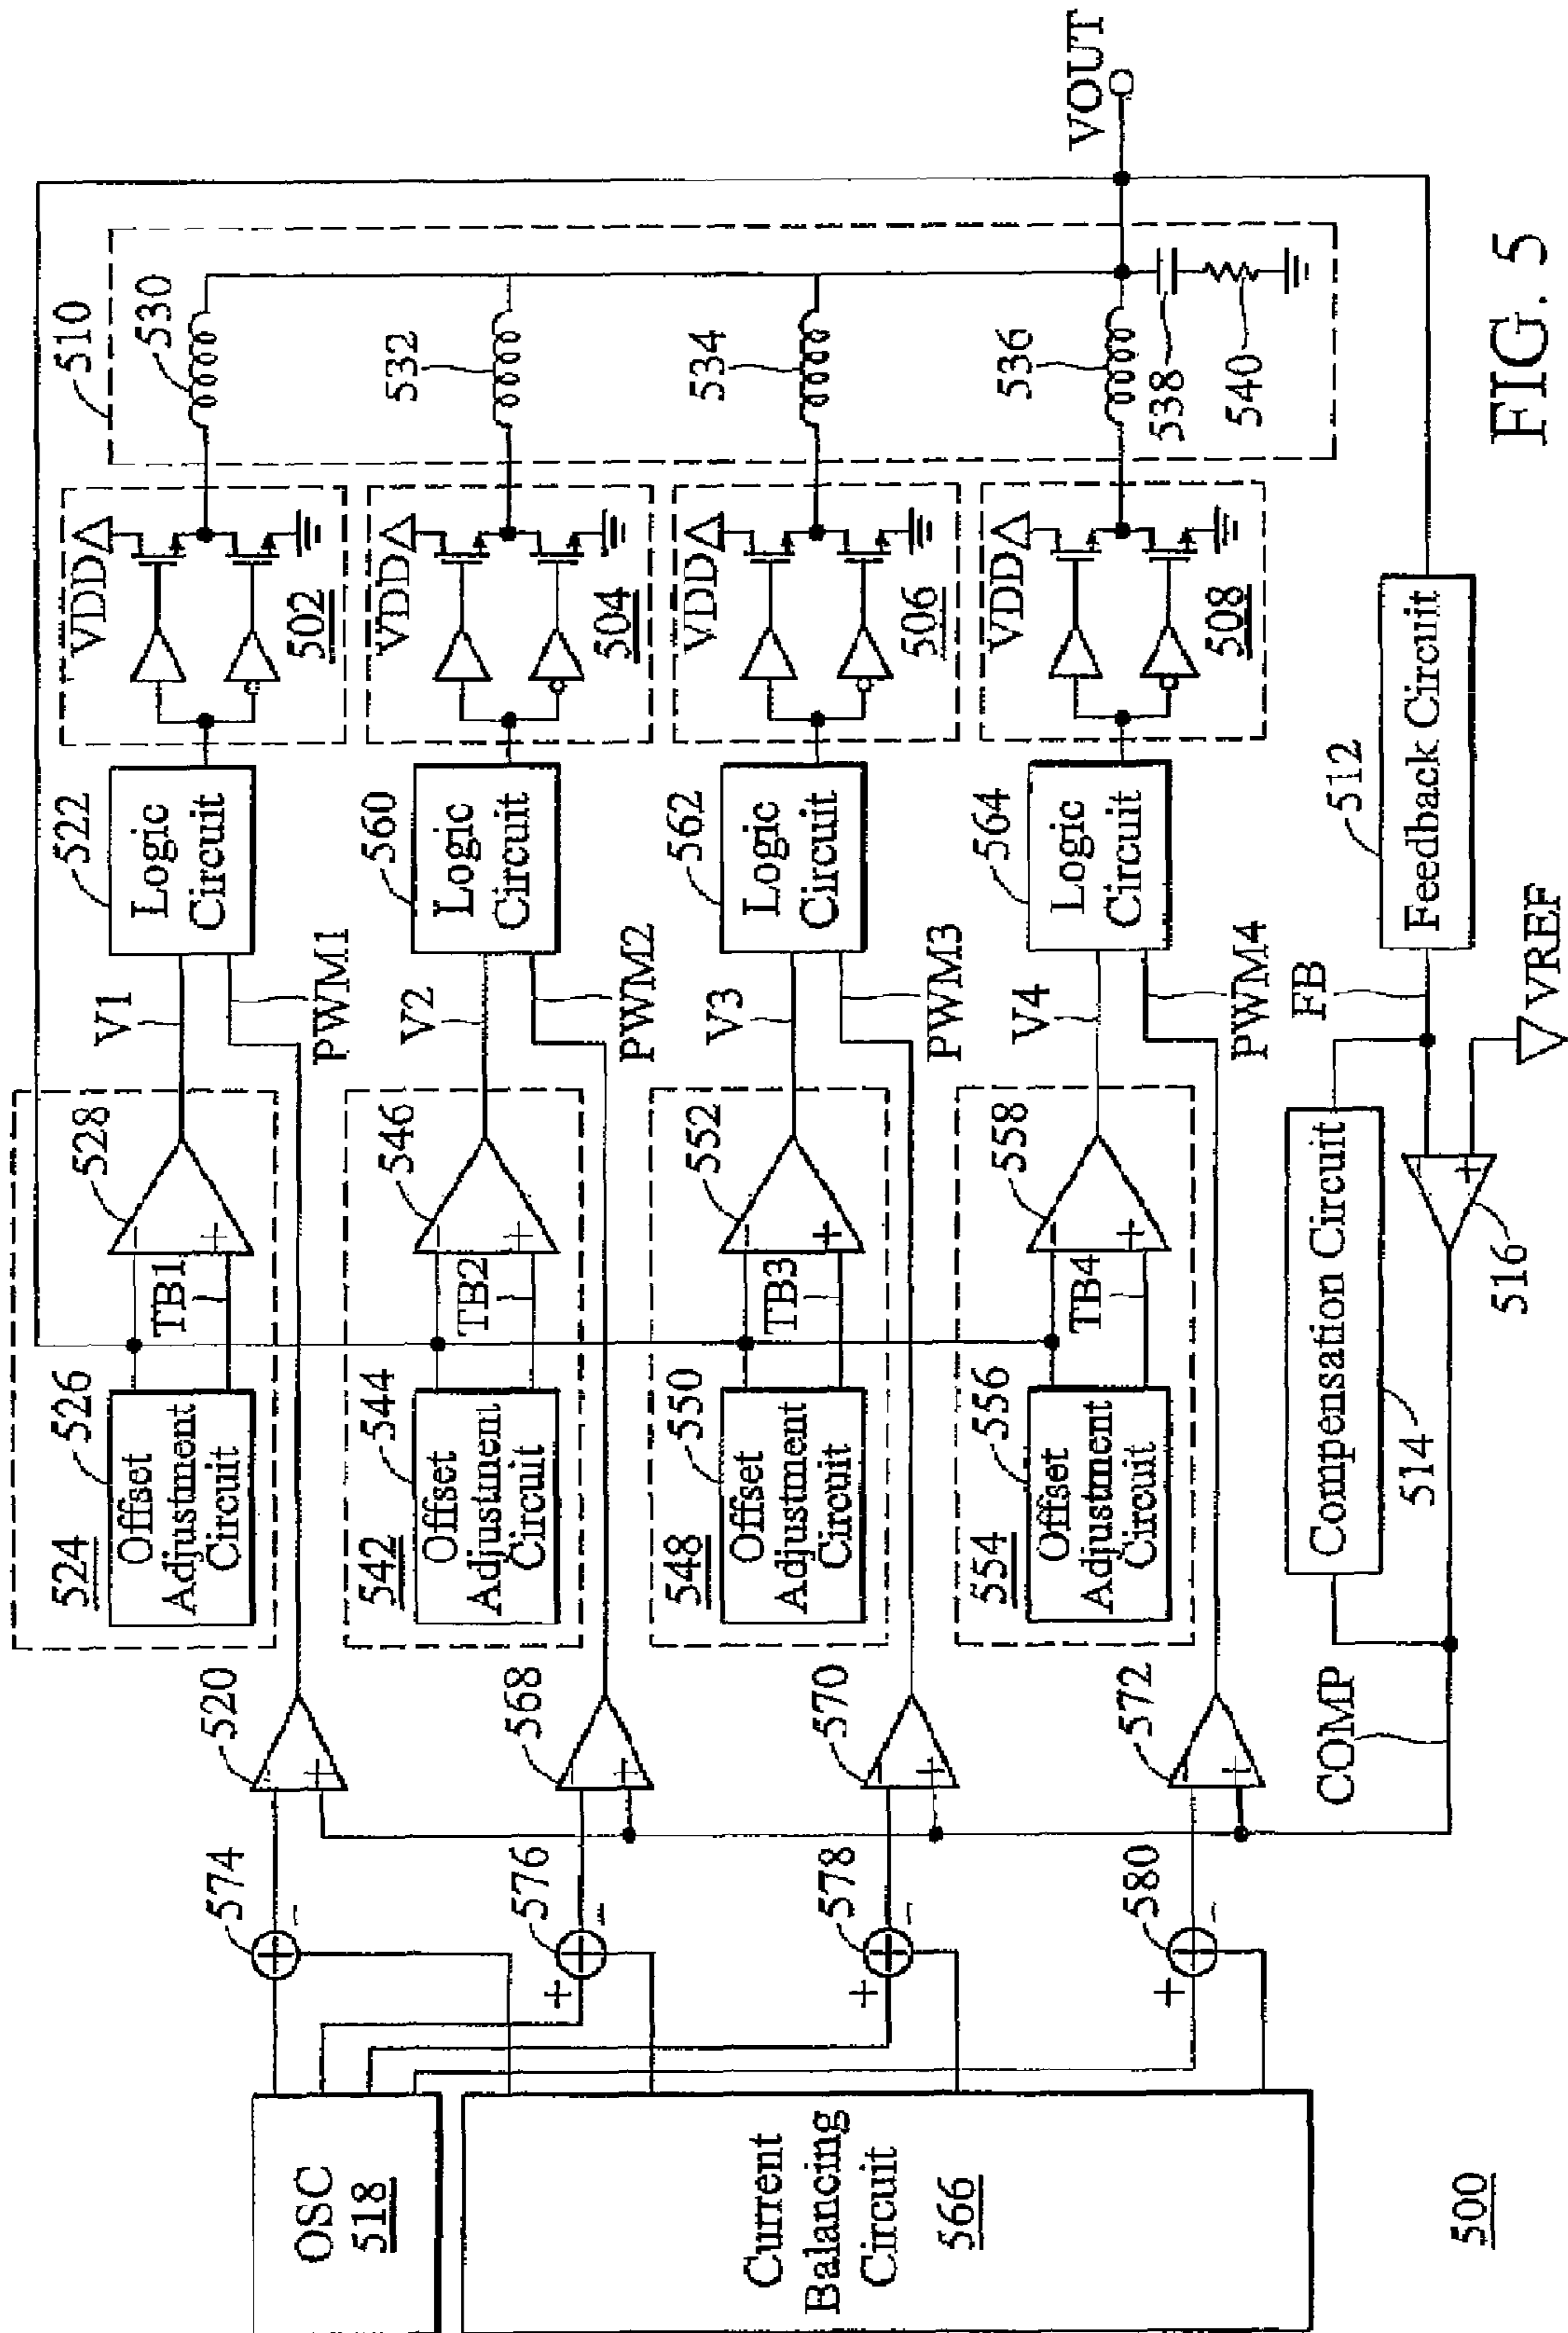 510
530
532
534
536
538
540
VOUT
VDD
502
VDD
504
VDD
506
VDD
508
522
Logic
Circuit
560
Logic
Circuit
562
Logic
Circuit
564
Logic
Circuit
512
Feedback Circuit
V1
PWM1
V2
PWM2
V3
PWM3
V4
PWM4
FB
VREF
528
TB1
546
TB2
552
TB3
558
TB4
516
524
526
Offset
Adjustment
Circuit
542
544
Offset
Adjustment
Circuit
548
550
Offset
Adjustment
Circuit
554
556
Offset
Adjustment
Circuit
Compensation Circuit
514
520
568
570
572
COMP
574
576
578
580
OSC
518
Current
Balancing
Circuit
566
500
FIG. 5